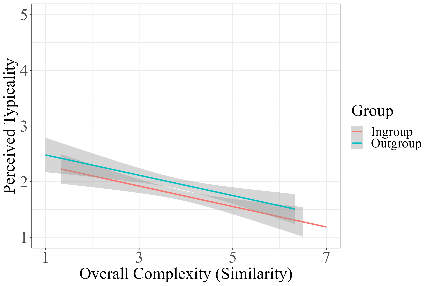 5
4
3
2
1
Perceived Typicality
1 3 5 7
Overall Complexity (Similarity)
Group
Ingroup
Outgroup